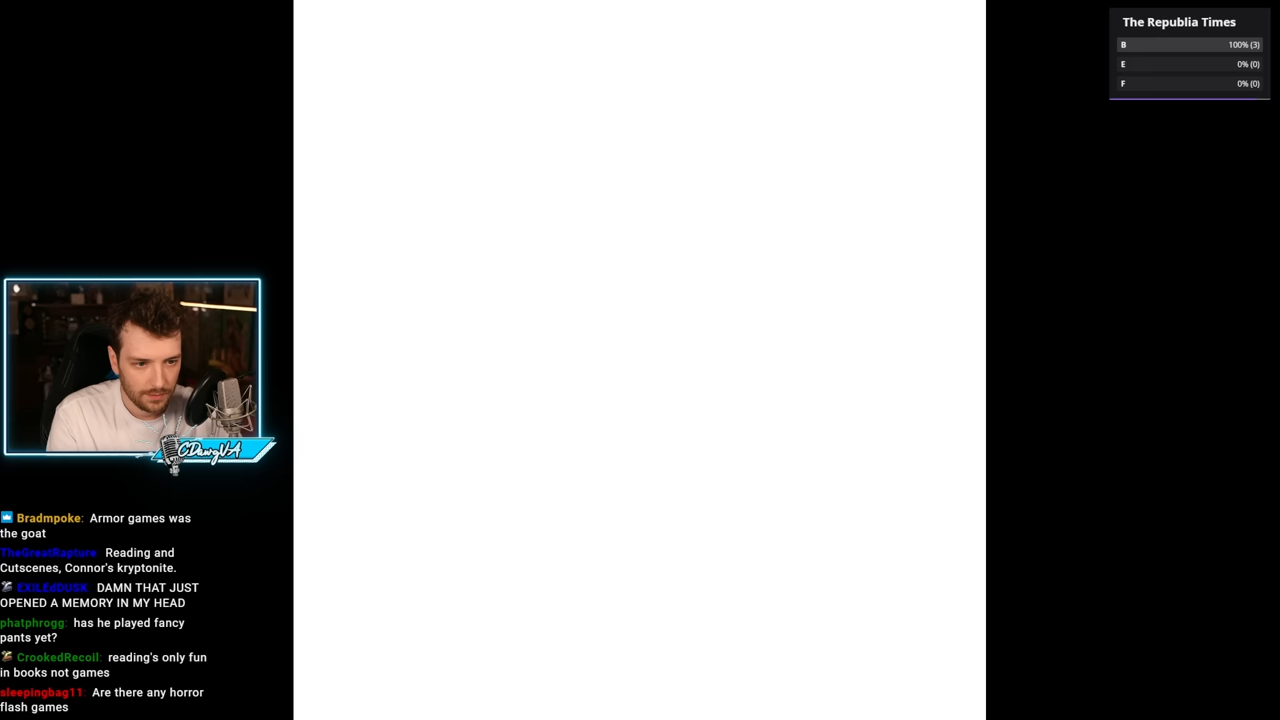 The Republia Times
B 100% (3)
E 0% (0)
F 0% (0)
CDawgVA
Bradmpoke: Armor games was
the goat
TheGreatRapture: Reading and
Cutscenes, Connor's kryptonite.
EXILEdDUSK: DAMN THAT JUST
OPENED A MEMORY IN MY HEAD
phatphrogg: has he played fancy
pants yet?
CrookedRecoil: reading's only fun
in books not games
sleepingbag11: Are there any horror
flash games